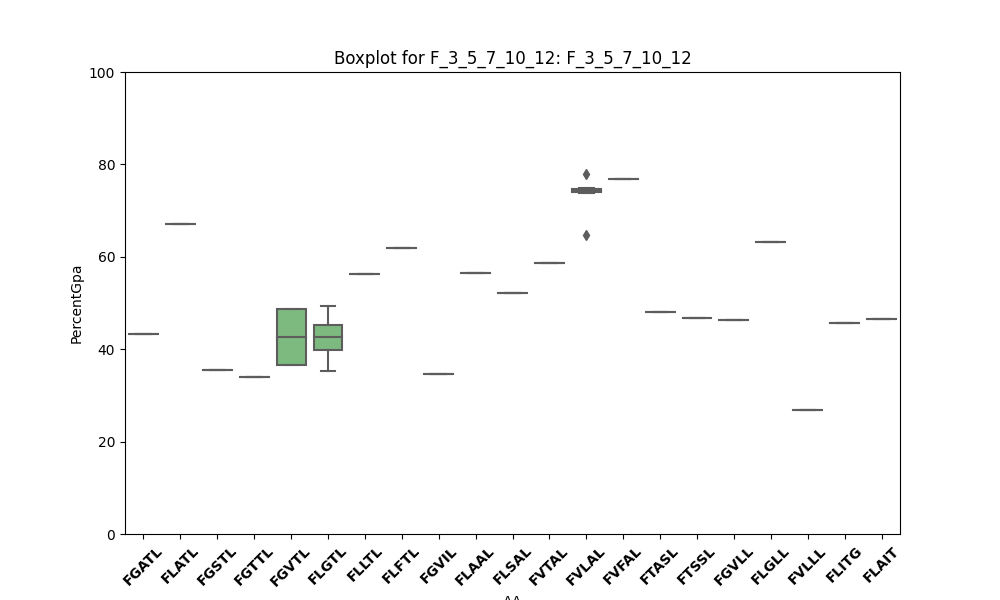 Boxplot for F_3_5_7_10_12: F_3_5_7_10_12
100
80
60
40
20
0
PercentGpa
FGATL
FLATL
FGSTL
FGTTL
FGVTL
FLGTL
FLLTL
FLFTL
FGVIL
FLAAL
FLSAL
FVTAL
FVLAL
FVFAL
FTASL
FTSSL
FGVLL
FLGLL
FVLLL
FLITG
FLAIT
AA